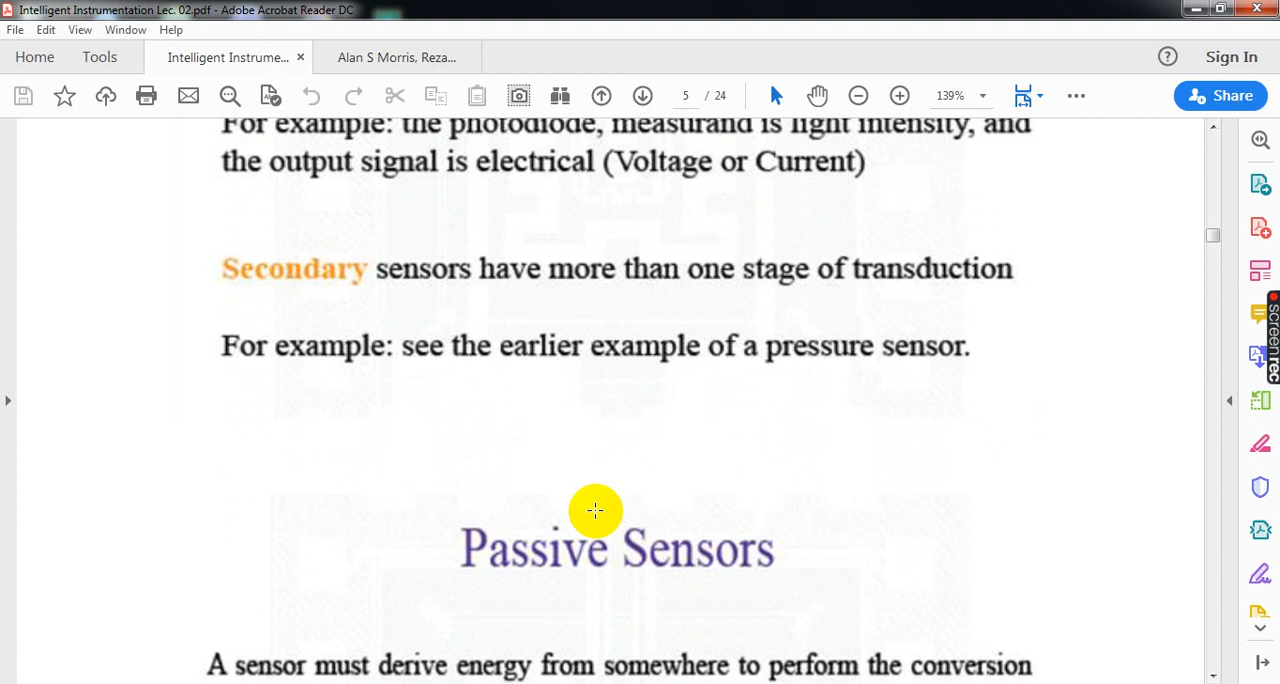 Intelligent Instrumentation Lec. 02.pdf - Adobe Acrobat Reader DC
File Edit View Window Help
Home Tools Intelligent Instrume... × Alan S Morris, Reza... ? Sign In
5 / 24 139% Share
For example: the photodiode, measurand is light intensity, and
the output signal is electrical (Voltage or Current)
Secondary sensors have more than one stage of transduction
For example: see the earlier example of a pressure sensor.
screenrec
Passive Sensors
A sensor must derive energy from somewhere to perform the conversion